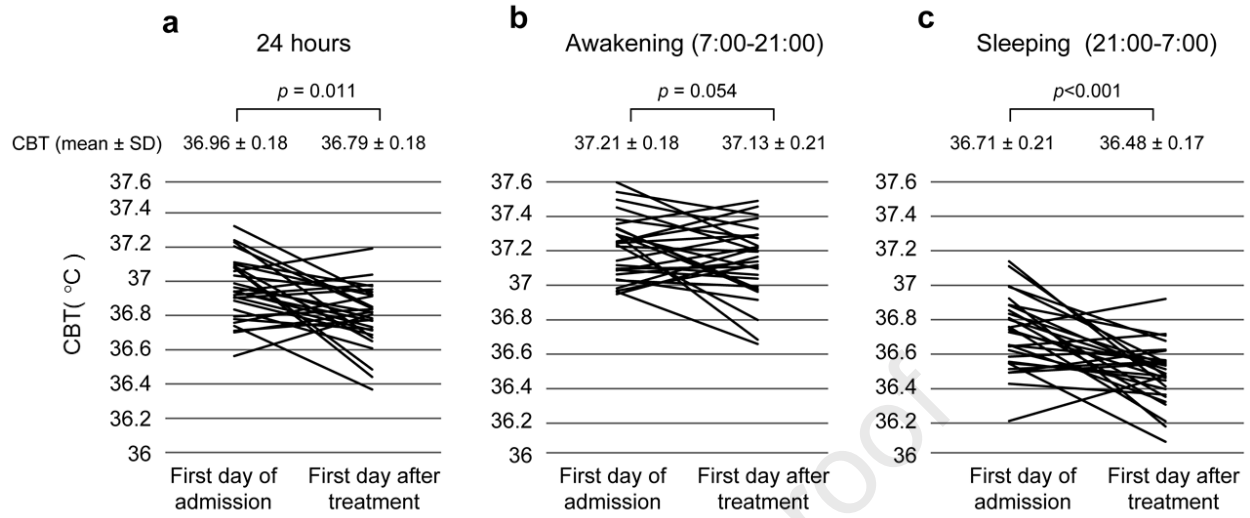 a
24 hours
p = 0.011
CBT (mean ± SD) 36.96 ± 0.18 36.79 ± 0.18
37.6
37.4
37.2
37
36.8
36.6
36.4
36.2
36
CBT( °C )
First day of
admission
First day after
treatment
b
Awakening (7:00-21:00)
p = 0.054
37.21 ± 0.18 37.13 ± 0.21
37.6
37.4
37.2
37
36.8
36.6
36.4
36.2
36
First day of
admission
First day after
treatment
c
Sleeping (21:00-7:00)
p<0.001
36.71 ± 0.21 36.48 ± 0.17
37.6
37.4
37.2
37
36.8
36.6
36.4
36.2
36
First day of
admission
First day after
treatment
roof